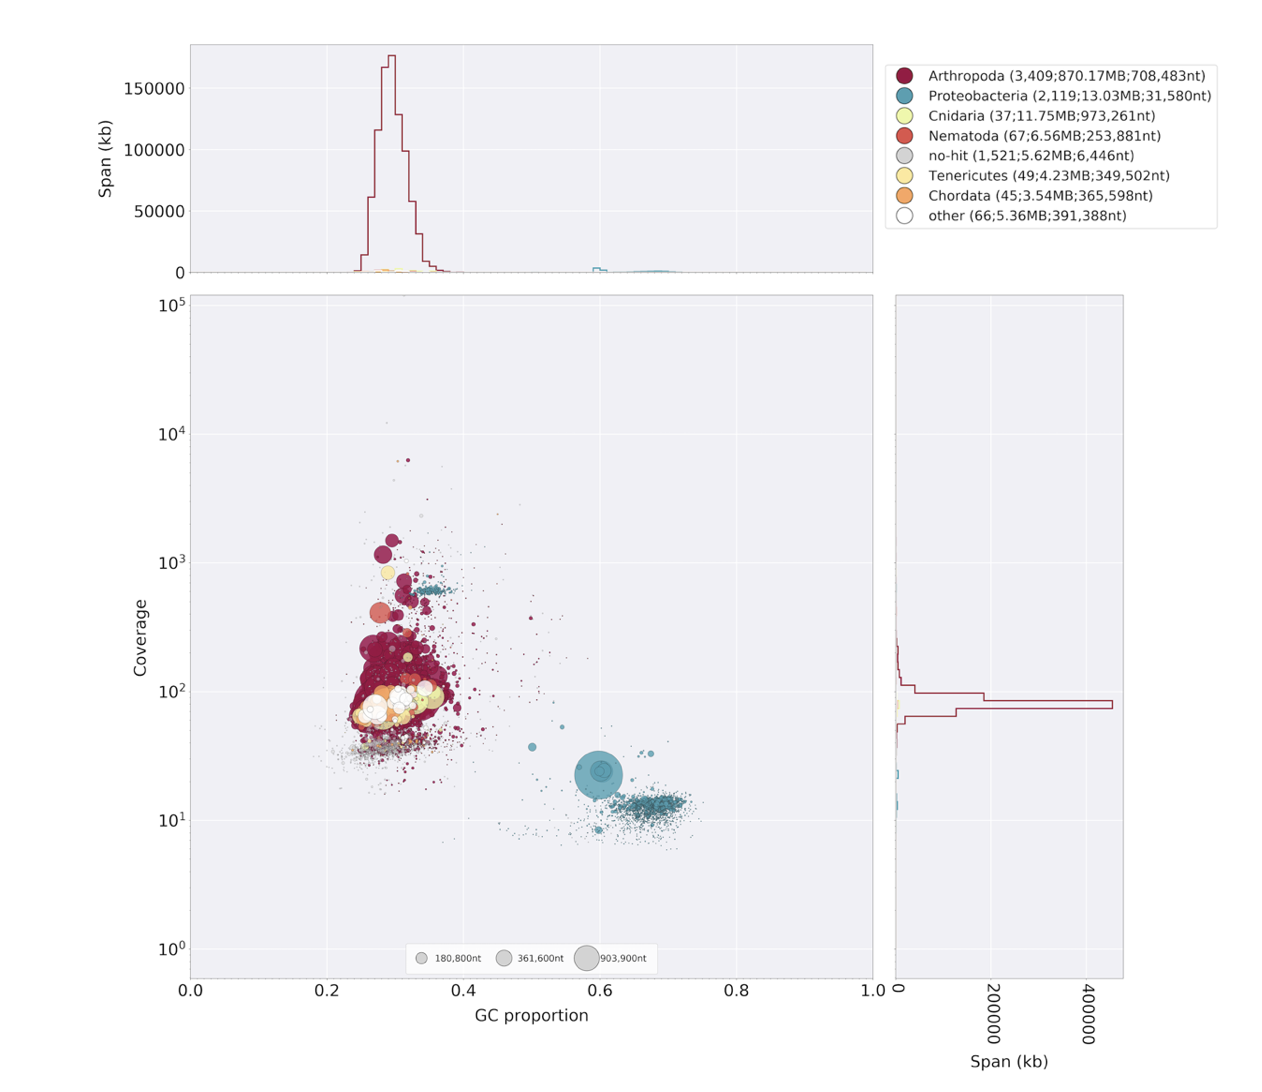 150000
100000
50000
0
Span (kb)
Arthropoda (3,409;870.17MB;708,483nt)
Proteobacteria (2,119;13.03MB;31,580nt)
Cnidaria (37;11.75MB;973,261nt)
Nematoda (67;6.56MB;253,881nt)
no-hit (1,521;5.62MB;6,446nt)
Tenericutes (49;4.23MB;349,502nt)
Chordata (45;3.54MB;365,598nt)
other (66;5.36MB;391,388nt)
10⁵
10⁴
10³
10²
10¹
10⁰
Coverage
180,800nt 361,600nt 903,900nt
0.0 0.2 0.4 0.6 0.8 1.0
GC proportion
0 200000 400000
Span (kb)